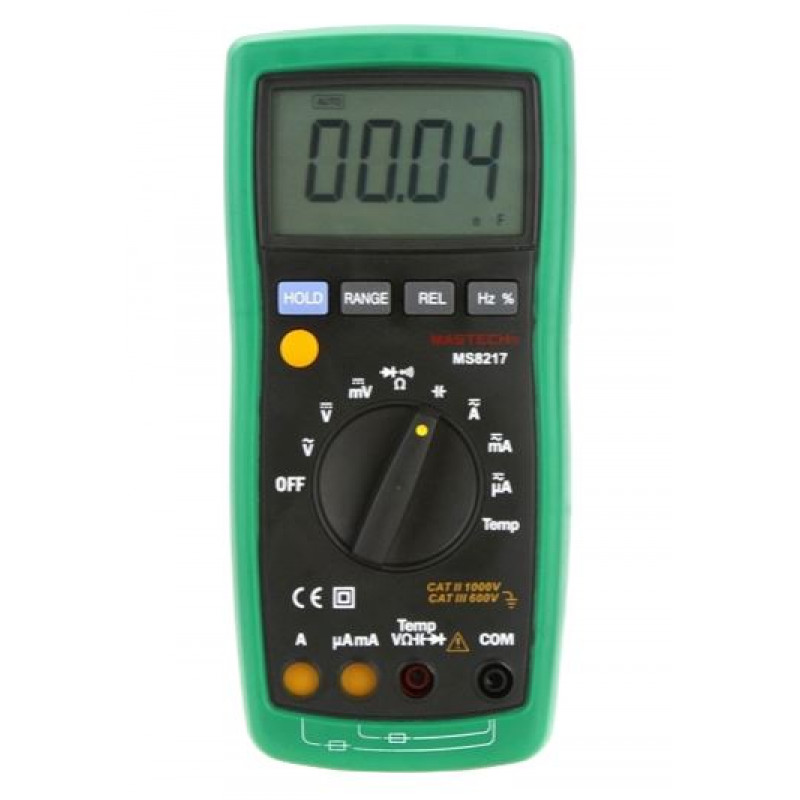 AUTO
00.04
n F
HOLD RANGE REL Hz %
MASTECH
MS8217
mV Ω
V A
V mA
OFF μA
Temp
CAT II 1000V
CE CAT III 600V
Temp
A μAmA VΩ COM